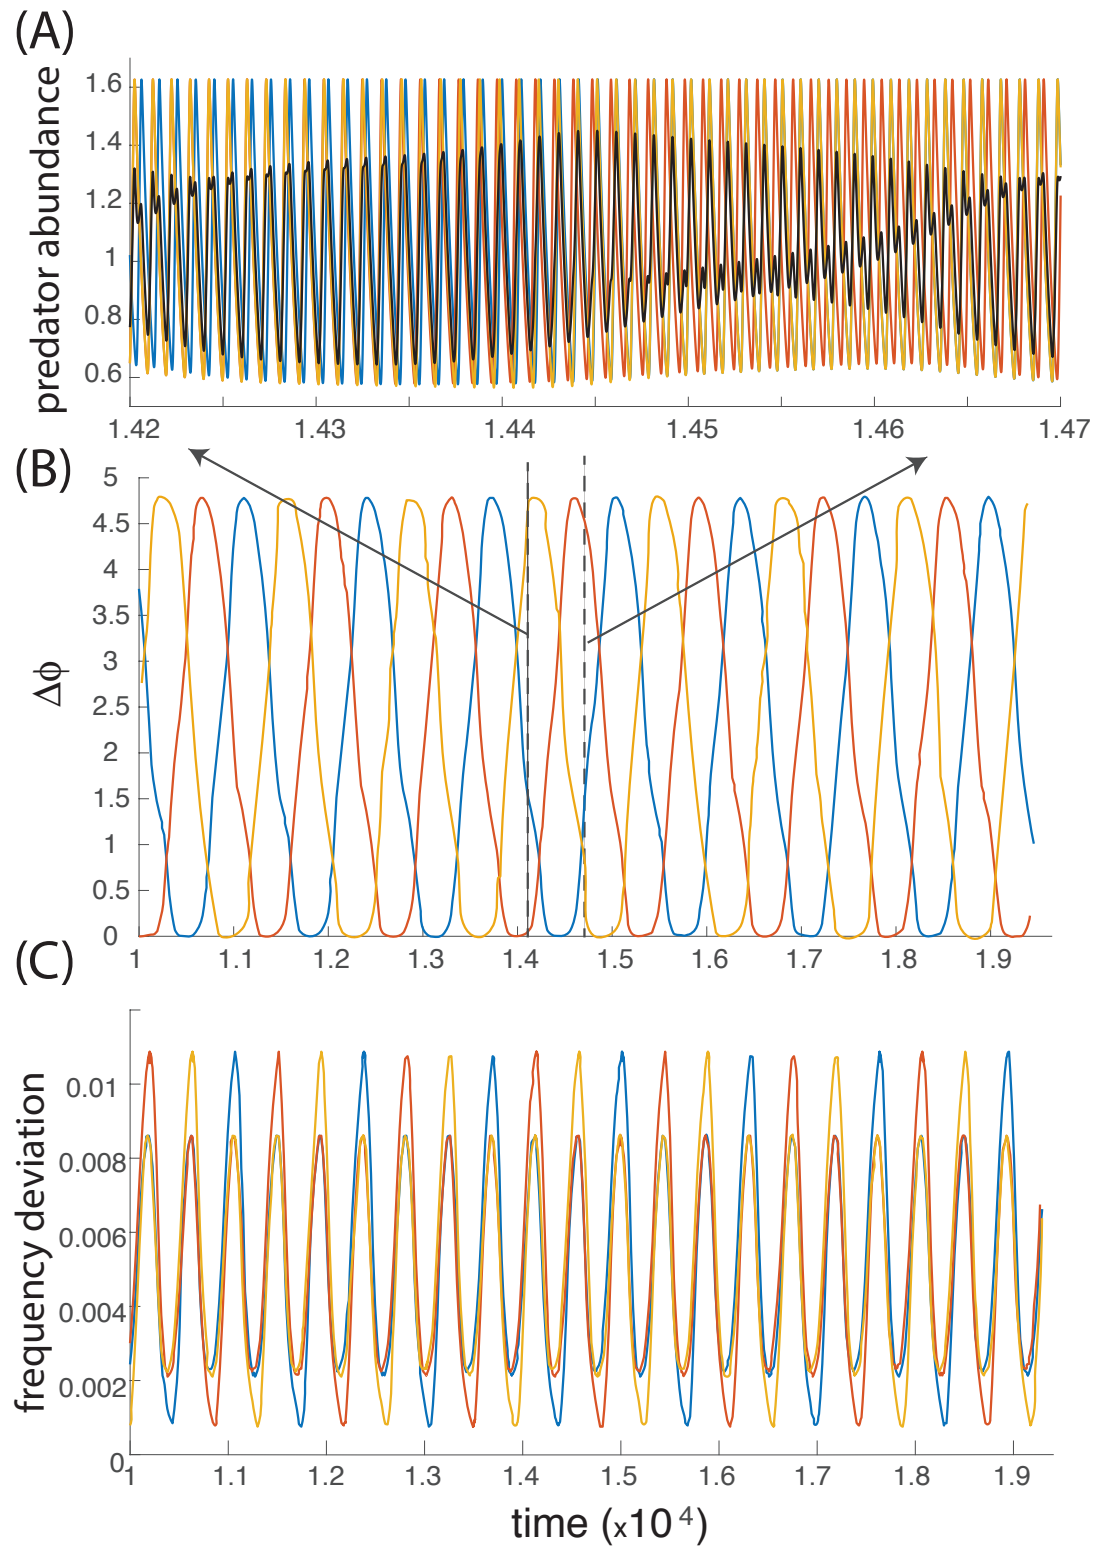 (A)
predator abundance
1.6
1.4
1.2
1
0.8
0.6
1.42 1.43 1.44 1.45 1.46 1.47
(B)
Δϕ
5
4.5
4
3.5
3
2.5
2
1.5
1
0.5
0
1 1.1 1.2 1.3 1.4 1.5 1.6 1.7 1.8 1.9
(C)
frequency deviation
0.01
0.008
0.006
0.004
0.002
0
1 1.1 1.2 1.3 1.4 1.5 1.6 1.7 1.8 1.9
time (x10⁴)